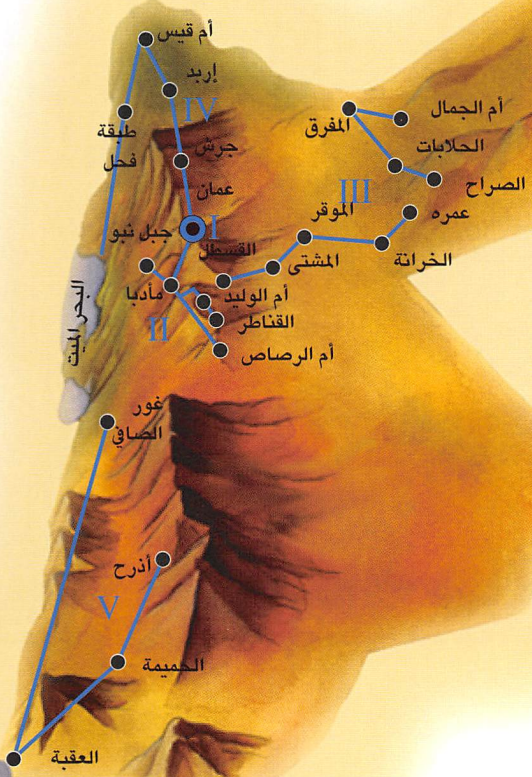 أم قيس
إربد
IV
طبقة
فحل
جرش
عمان
I
جبل نبو
أم الجمال
المفرق
الحلابات
الصراح
III
الموقر
عمره
الخرانة
القسطل
المشتى
مأدبا
أم الوليد
القناطر
II
أم الرصاص
البحر الميت
غور
الصافي
أذرح
V
الحميمة
العقبة